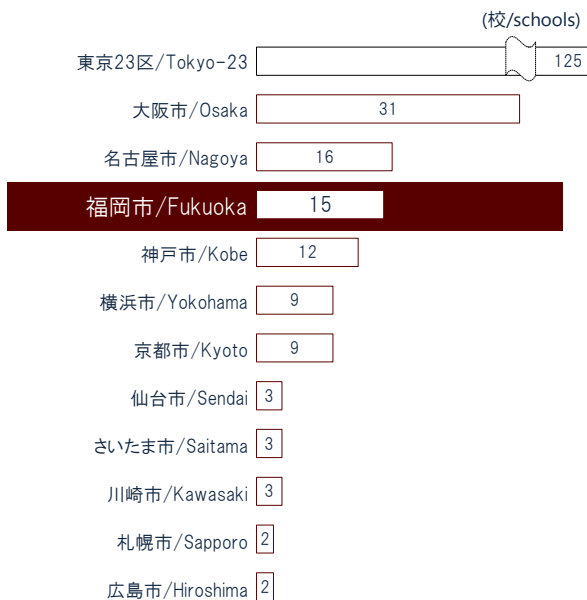 (校/schools)
東京23区/Tokyo-23 125
大阪市/Osaka 31
名古屋市/Nagoya 16
福岡市/Fukuoka 15
神戸市/Kobe 12
横浜市/Yokohama 9
京都市/Kyoto 9
仙台市/Sendai 3
さいたま市/Saitama 3
川崎市/Kawasaki 3
札幌市/Sapporo 2
広島市/Hiroshima 2